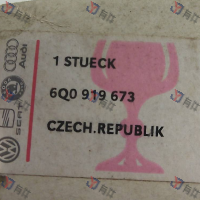 Audi
SEAT
1 STUECK
6Q0 919 673
CZECH.REPUBLIK